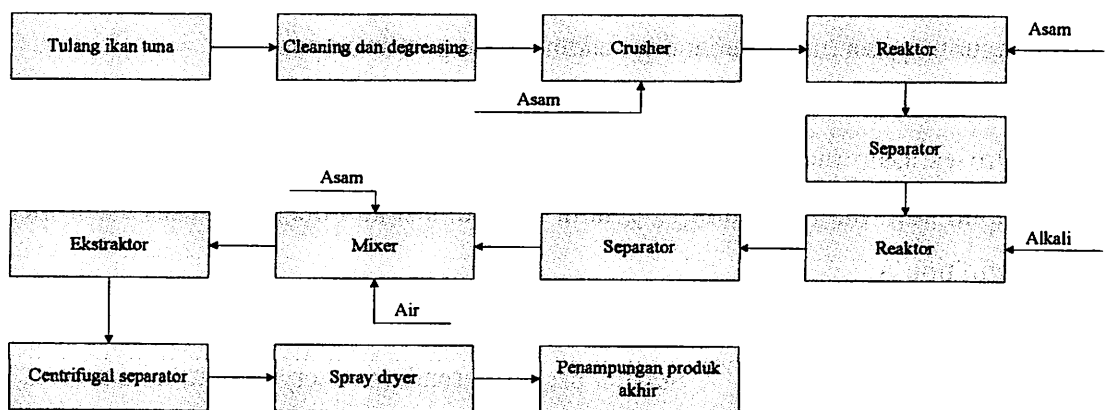 Tulang ikan tuna
Cleaning dan degreasing
Crusher
Reaktor
Asam
Asam
Separator
Asam
Ekstraktor
Mixer
Separator
Reaktor
Alkali
Air
Centrifugal separator
Spray dryer
Penampungan produk
akhir